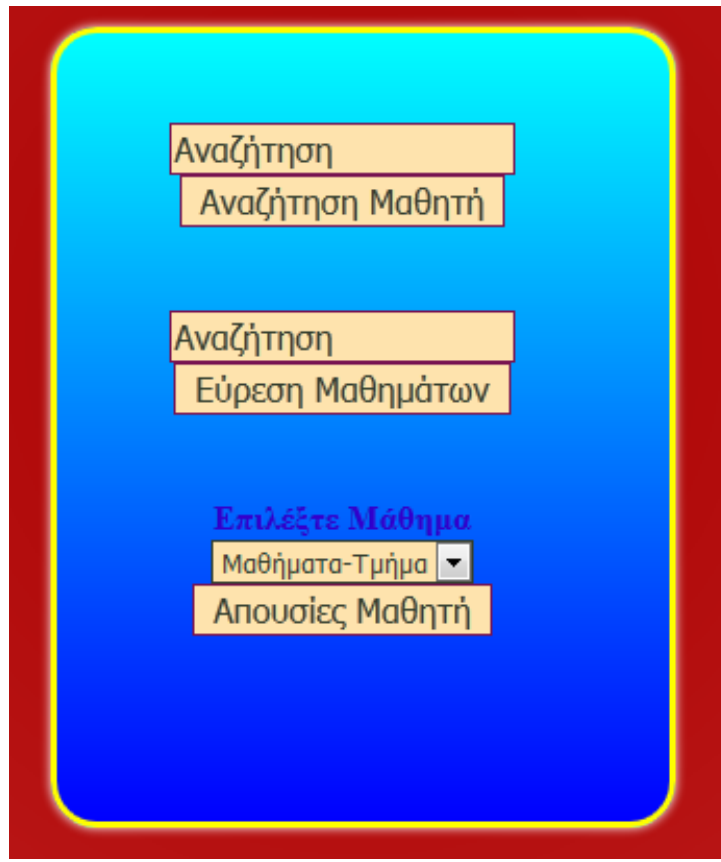 Αναζήτηση
Αναζήτηση Μαθητή
Αναζήτηση
Εύρεση Μαθημάτων
Επιλέξτε Μάθημα
Μαθήματα-Τμήμα
Απουσίες Μαθητή